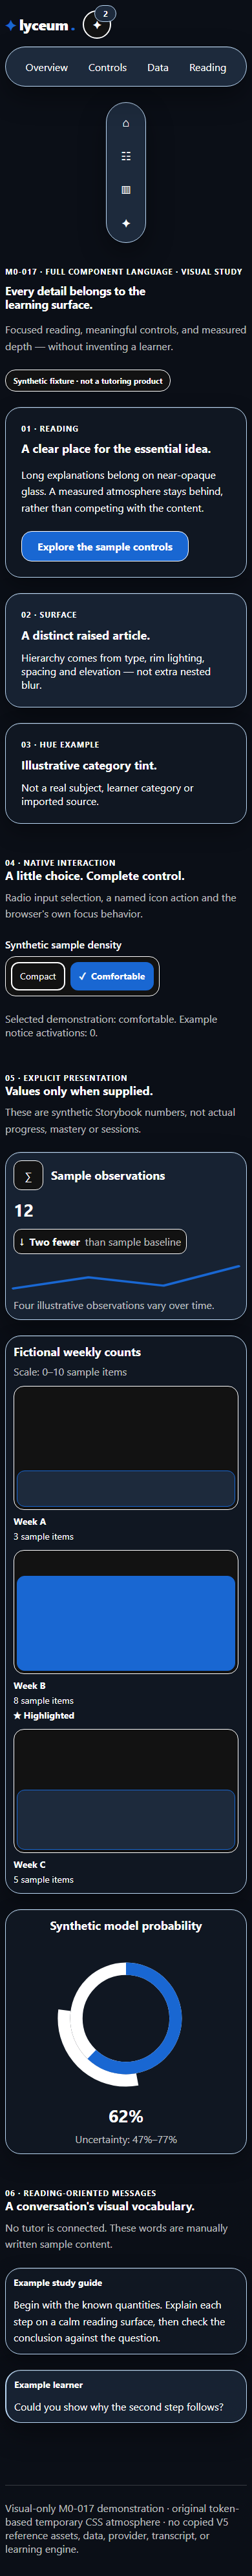 ✦ lyceum.
✦ 2
Overview Controls Data Reading
M0-017 · FULL COMPONENT LANGUAGE · VISUAL STUDY
Every detail belongs to the
learning surface.
Focused reading, meaningful controls, and measured
depth — without inventing a learner.
Synthetic fixture · not a tutoring product
01 · READING
A clear place for the essential idea.
Long explanations belong on near-opaque
glass. A measured atmosphere stays behind,
rather than competing with the content.
Explore the sample controls
02 · SURFACE
A distinct raised article.
Hierarchy comes from type, rim lighting,
spacing and elevation — not extra nested
blur.
03 · HUE EXAMPLE
Illustrative category tint.
Not a real subject, learner category or
imported source.
04 · NATIVE INTERACTION
A little choice. Complete control.
Radio input selection, a named icon action and the
browser's own focus behavior.
Synthetic sample density
Compact ✓ Comfortable
Selected demonstration: comfortable. Example
notice activations: 0.
05 · EXPLICIT PRESENTATION
Values only when supplied.
These are synthetic Storybook numbers, not actual
progress, mastery or sessions.
∑ Sample observations
12
↓ Two fewer than sample baseline
Four illustrative observations vary over time.
Fictional weekly counts
Scale: 0–10 sample items
Week A
3 sample items
Week B
8 sample items
★ Highlighted
Week C
5 sample items
Synthetic model probability
62%
Uncertainty: 47%–77%
06 · READING-ORIENTED MESSAGES
A conversation's visual vocabulary.
No tutor is connected. These words are manually
written sample content.
Example study guide
Begin with the known quantities. Explain each
step on a calm reading surface, then check the
conclusion against the question.
Example learner
Could you show why the second step follows?
Visual-only M0-017 demonstration · original token-
based temporary CSS atmosphere · no copied V5
reference assets, data, provider, transcript, or
learning engine.